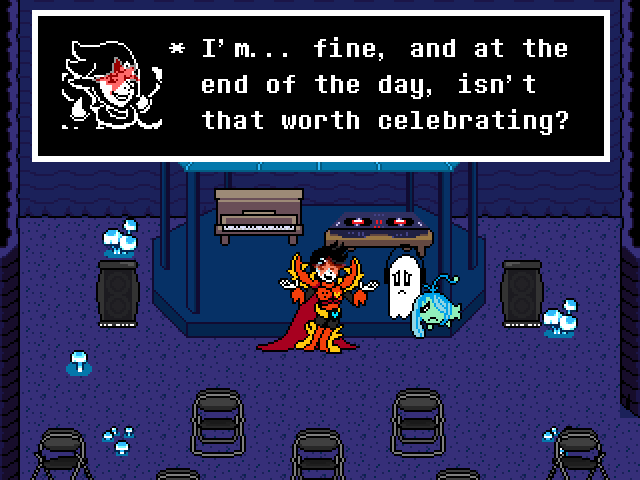 * I'm... fine, and at the
end of the day, isn't
that worth celebrating?